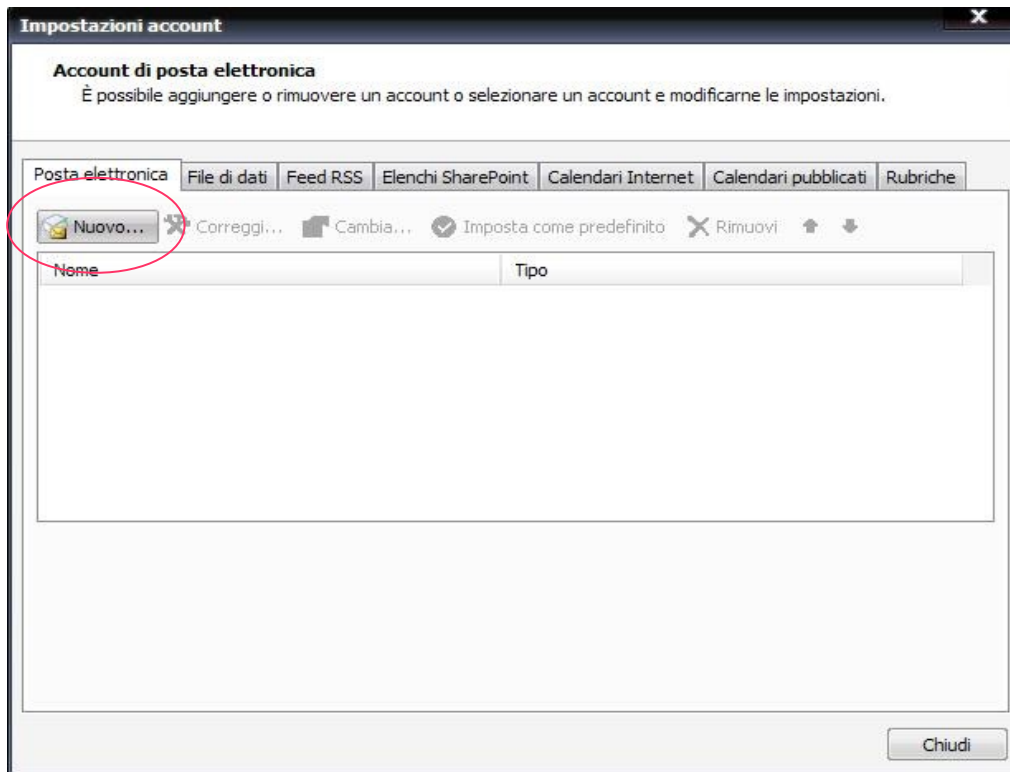 Impostazioni account
Account di posta elettronica
È possibile aggiungere o rimuovere un account o selezionare un account e modificarne le impostazioni.
Posta elettronica File di dati Feed RSS Elenchi SharePoint Calendari Internet Calendari pubblicati Rubriche
Nuovo... Correggi... Cambia... Imposta come predefinito Rimuovi
Nome Tipo
Chiudi